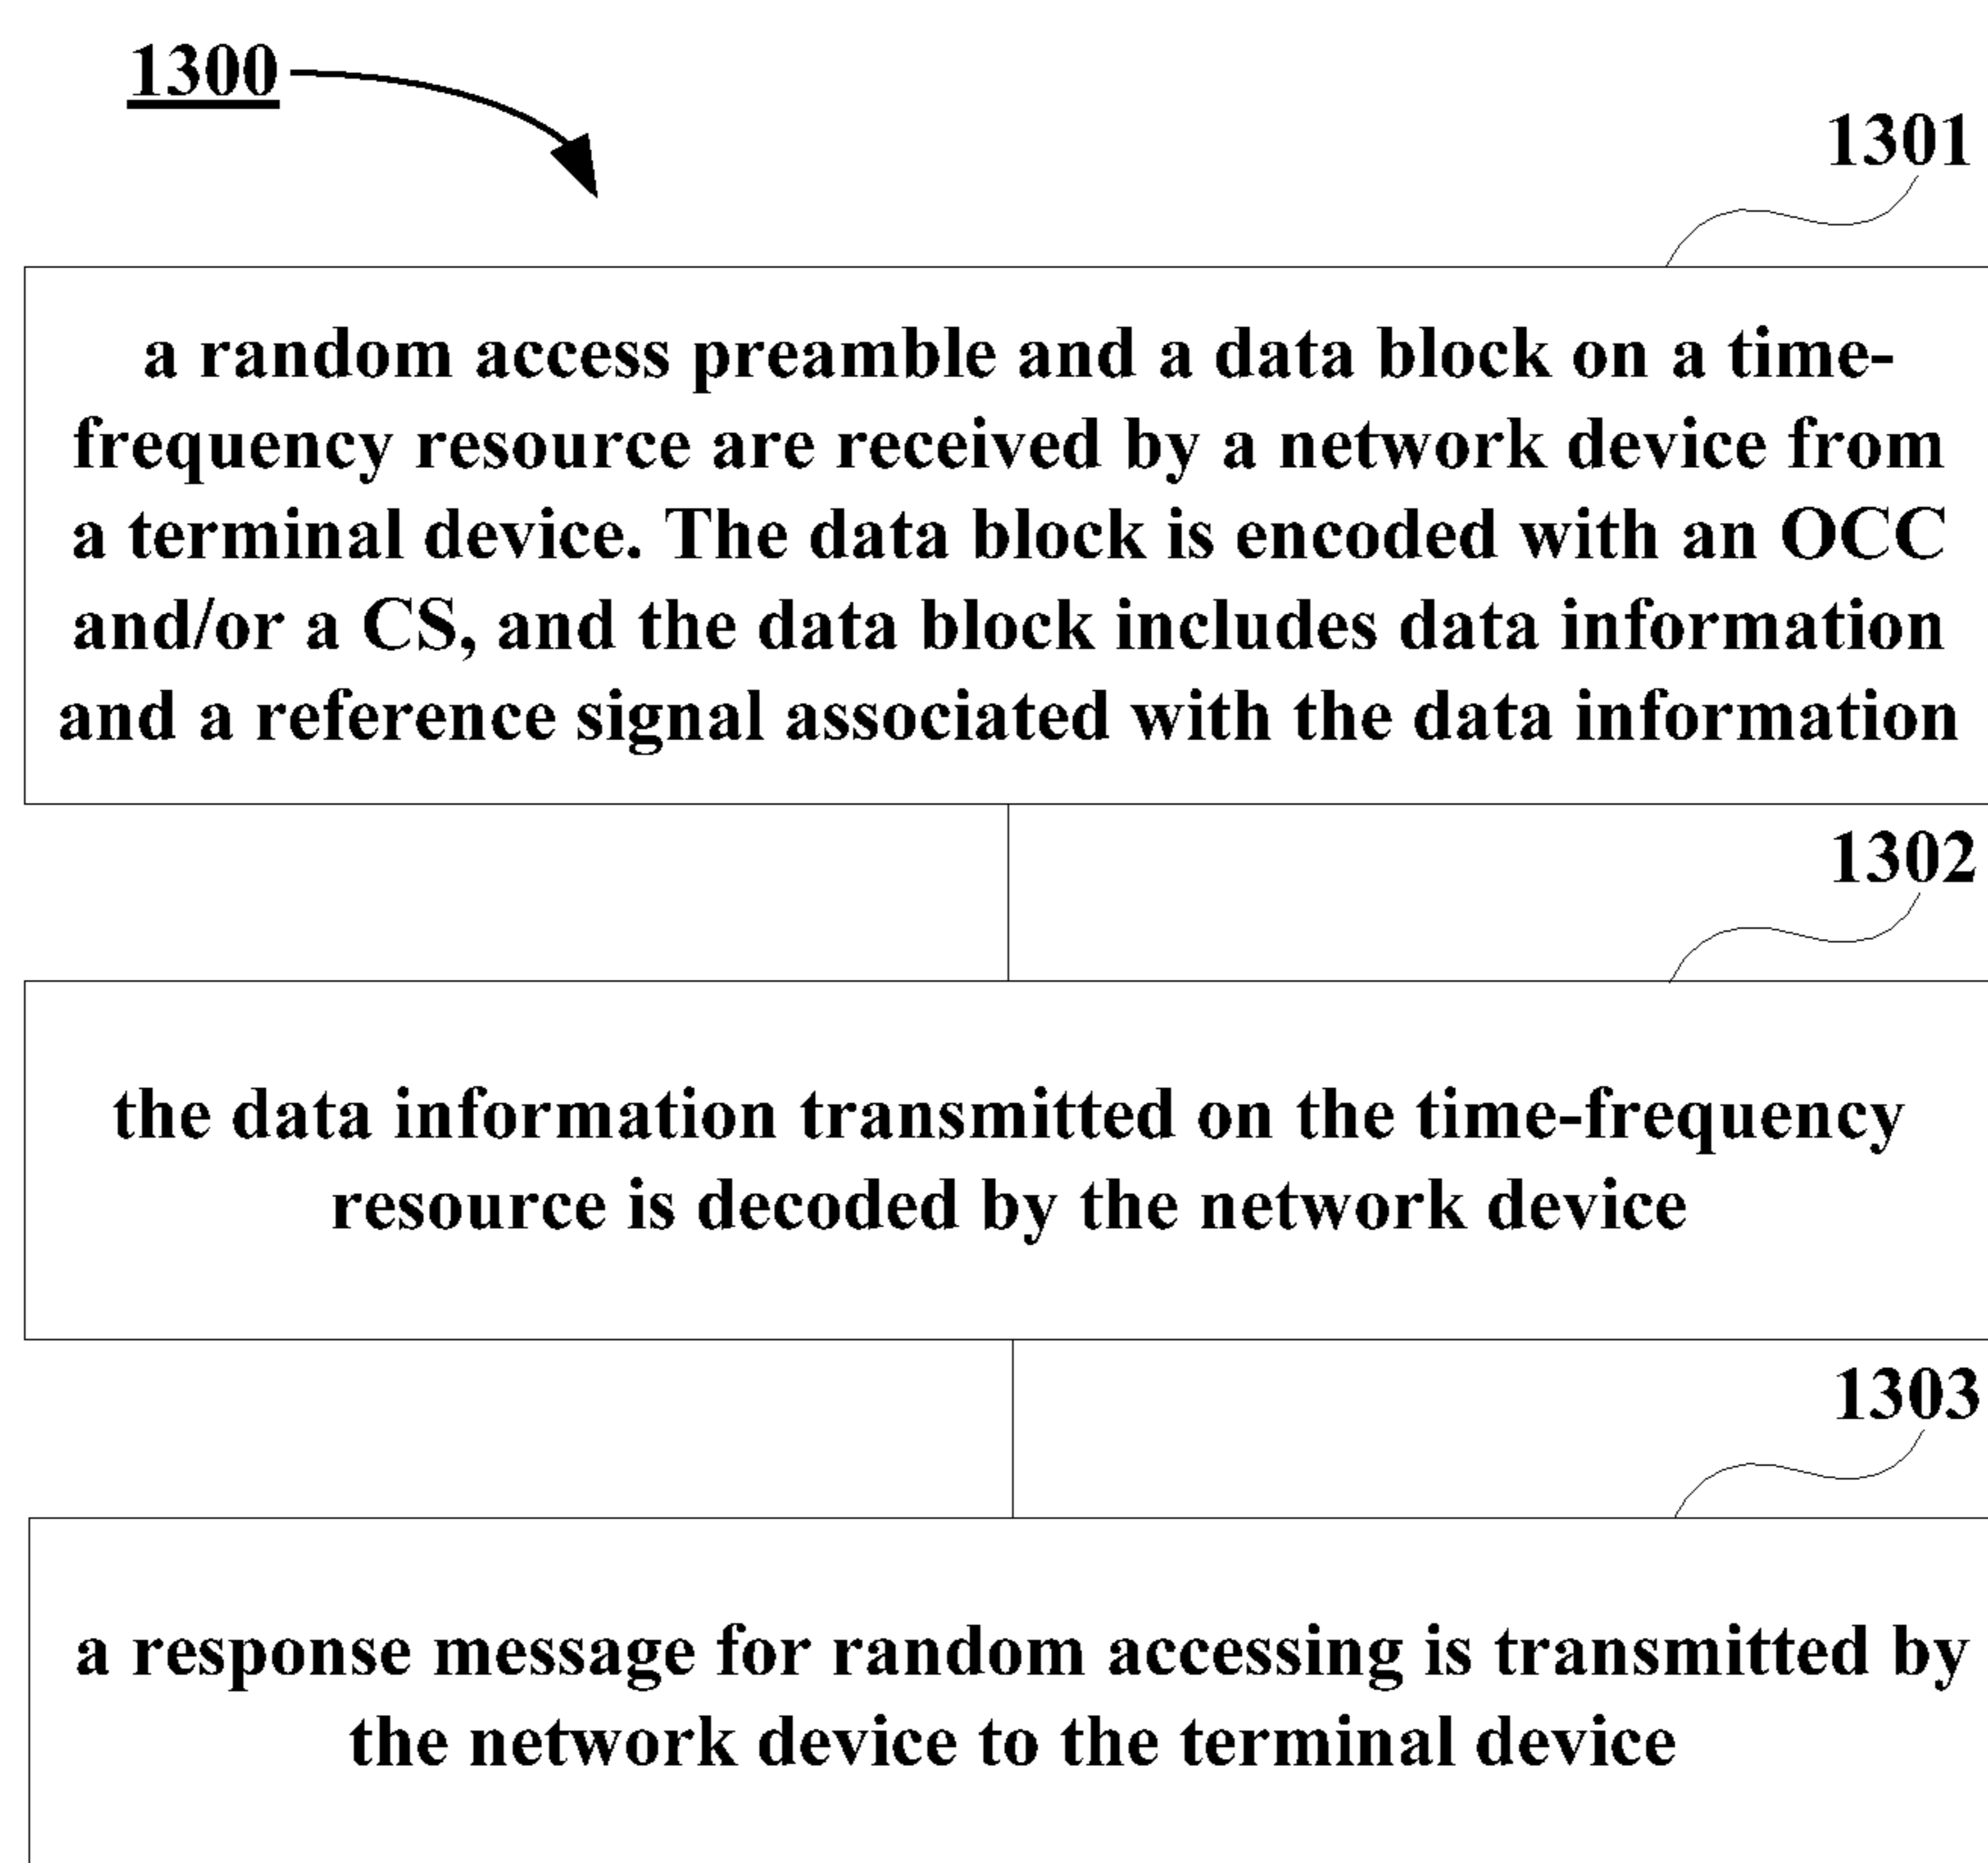 1300
1301
a random access preamble and a data block on a time-
frequency resource are received by a network device from
a terminal device. The data block is encoded with an OCC
and/or a CS, and the data block includes data information
and a reference signal associated with the data information
1302
the data information transmitted on the time-frequency
resource is decoded by the network device
1303
a response message for random accessing is transmitted by
the network device to the terminal device